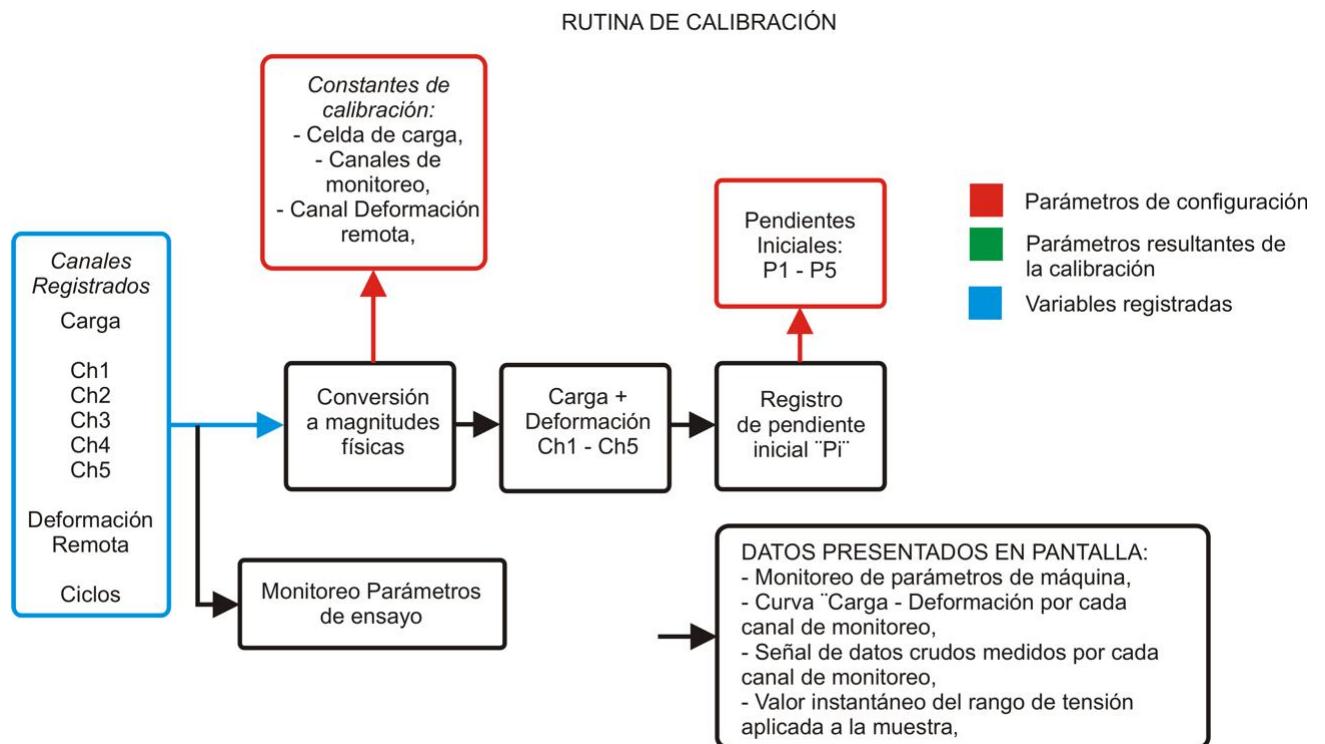 RUTINA DE CALIBRACIÓN
Constantes de
calibración:
- Celda de carga,
- Canales de
monitoreo,
- Canal Deformación
remota,
Pendientes
Iniciales:
P1 - P5
Parámetros de configuración
Parámetros resultantes de
la calibración
Variables registradas
Canales
Registrados
Carga
Ch1
Ch2
Ch3
Ch4
Ch5
Deformación
Remota
Ciclos
Conversión
a magnitudes
físicas
Carga +
Deformación
Ch1 - Ch5
Registro
de pendiente
inicial ¨Pi¨
Monitoreo Parámetros
de ensayo
DATOS PRESENTADOS EN PANTALLA:
- Monitoreo de parámetros de máquina,
- Curva ¨Carga - Deformación por cada
canal de monitoreo,
- Señal de datos crudos medidos por cada
canal de monitoreo,
- Valor instantáneo del rango de tensión
aplicada a la muestra,